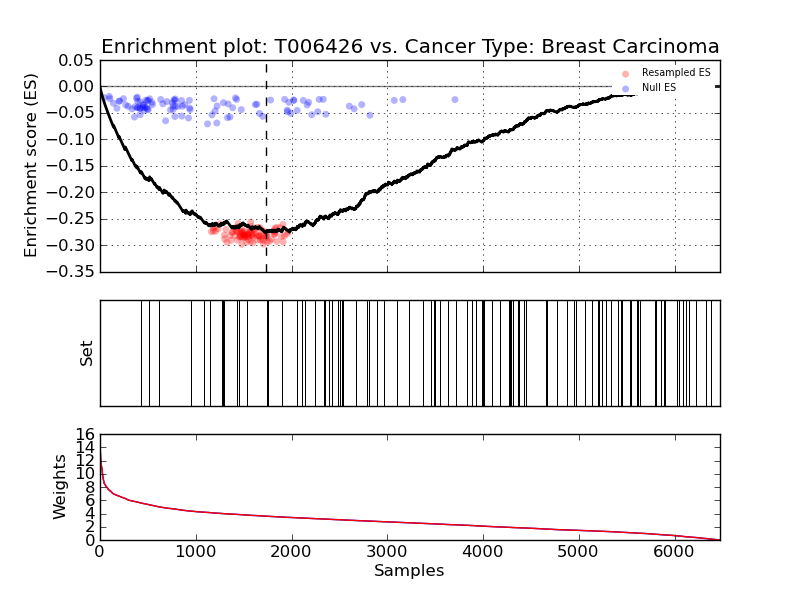 Enrichment plot: T006426 vs. Cancer Type: Breast Carcinoma
Enrichment score (ES)
0.05
0.00
−0.05
−0.10
−0.15
−0.20
−0.25
−0.30
−0.35
Resampled ES
Null ES
Set
Weights
16
14
12
10
8
6
4
2
0
0 1000 2000 3000 4000 5000 6000
Samples